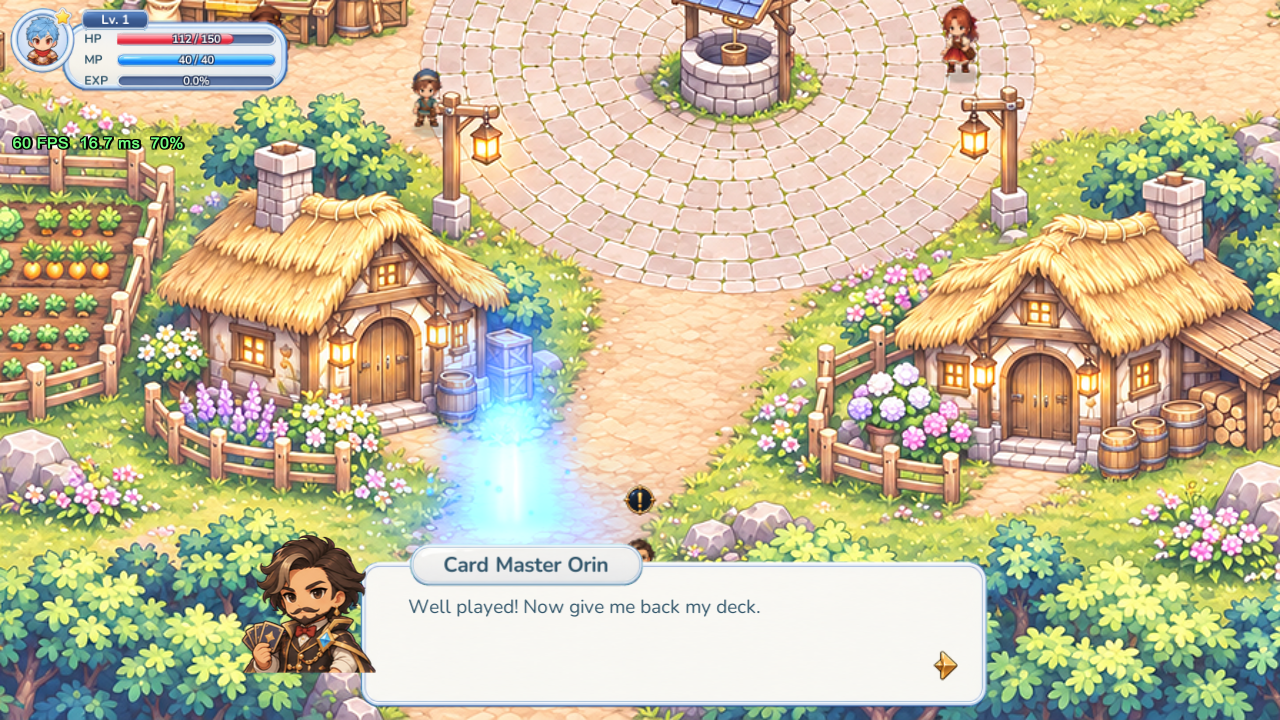 Lv. 1
HP 112 / 150
MP 40 / 40
EXP 0.0%
60 FPS 16.7 ms 70%
!
Card Master Orin
Well played! Now give me back my deck.